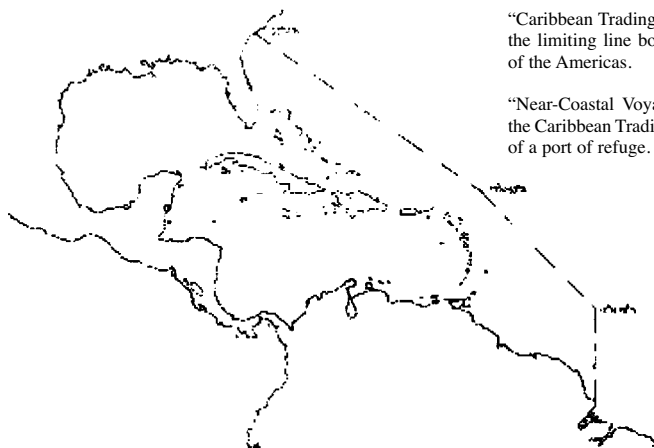 “Caribbean Trading
the limiting line bo
of the Americas.
“Near-Coastal Voya
the Caribbean Tradi
of a port of refuge.